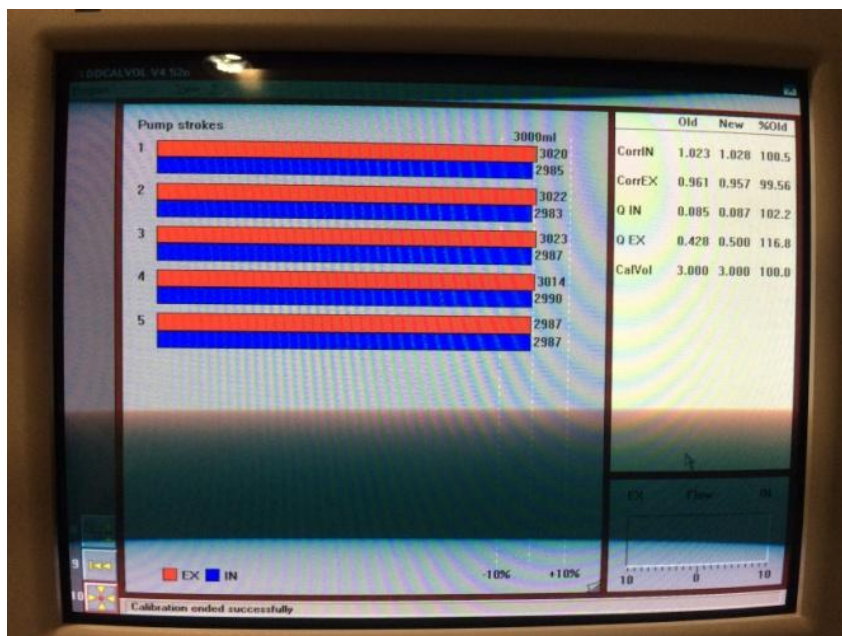 Pump strokes
3000ml
1
3020
2985
2
3022
2983
3
3023
2987
4
3014
2990
5
2987
2987
EX IN
-10% +10%
Old New %Old
CorrIN 1.023 1.028 100.5
CorrEX 0.961 0.957 99.56
Q IN 0.085 0.087 102.2
Q EX 0.428 0.500 116.8
CalVol 3.000 3.000 100.0
EX Flow IN
10 0 10
9
10
Calibration ended successfully